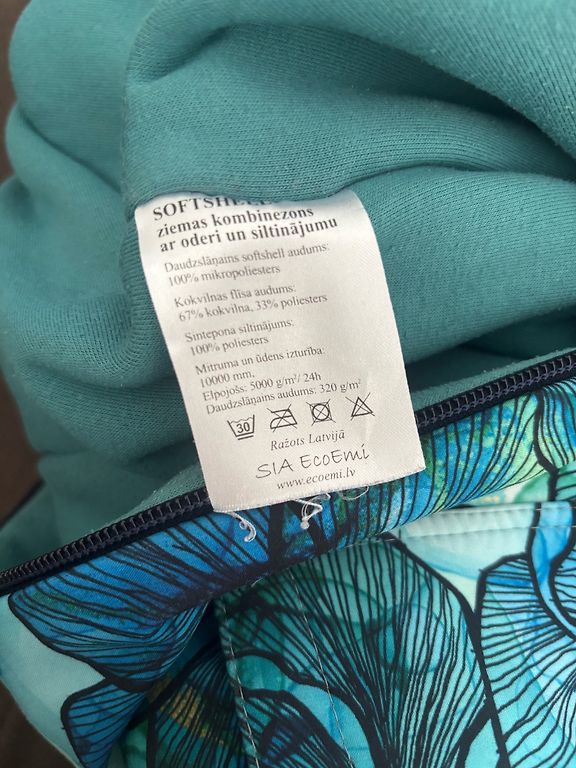 SOFTSHELL
ziemas kombinezons
ar oderi un siltinājumu
Daudzslāņains softshell audums:
100% mikropoliesters
Kokvilnas flīsa audums:
67% kokvilna, 33% poliesters
Sintepona siltinājums:
100% poliesters
Mitruma un ūdens izturība:
10000 mm.
Elpojošs: 5000 g/m²/ 24h
Daudzslāņains audums: 320 g/m²
30
Ražots Latvijā
SIA EcoEmi
www.ecoemi.lv